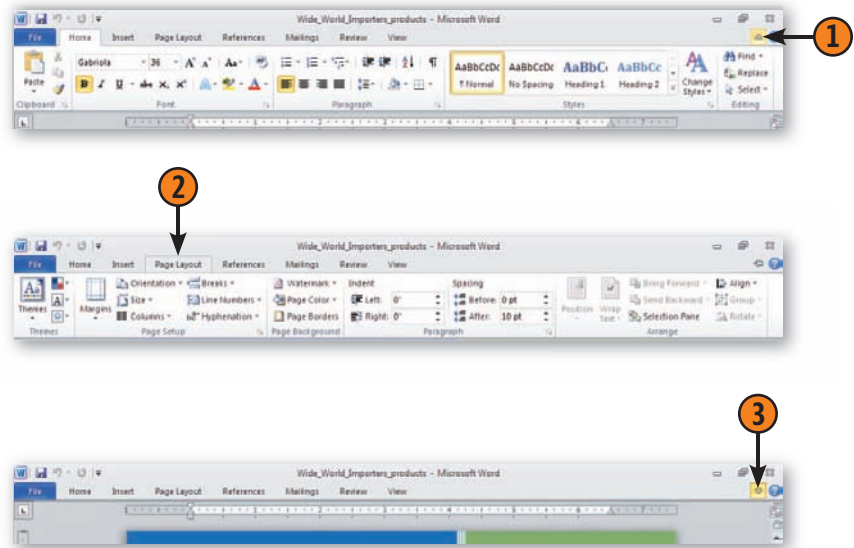 Wide_World_Importers_products - Microsoft Word
File Home Insert Page Layout References Mailings Review View
1
Gabriola 36 A A Aa
Find
AaBbCcDc AaBbCcDc AaBbC AaBbCc
Replace
Paste B I U abc X₂ X² A
¶ Normal No Spacing Heading 1 Heading 2 Change Styles
Select
Clipboard Font Paragraph Styles Editing
2
Wide_World_Importers_products - Microsoft Word
File Home Insert Page Layout References Mailings Review View
Orientation Breaks Watermark Indent Spacing Bring Forward Align
Themes Margins Size Line Numbers Page Color Left: 0" Before: 0 pt Position Wrap Text Send Backward Group
Columns Hyphenation Page Borders Right: 0" After: 10 pt Selection Pane Rotate
Themes Page Setup Page Background Paragraph Arrange
3
Wide_World_Importers_products - Microsoft Word
File Home Insert Page Layout References Mailings Review View